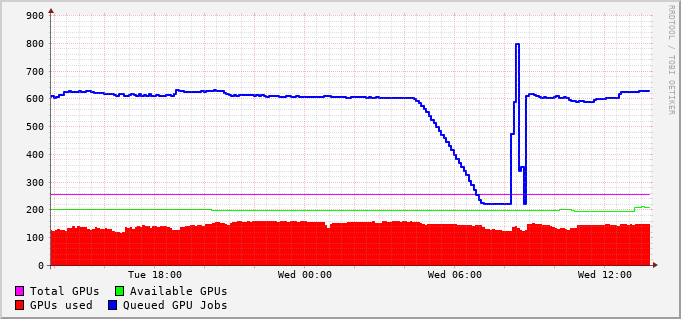 900
800
700
600
500
400
300
200
100
0
Tue 18:00 Wed 00:00 Wed 06:00 Wed 12:00
Total GPUs Available GPUs
GPUs used Queued GPU Jobs
RRDTOOL / TOBI OETIKER